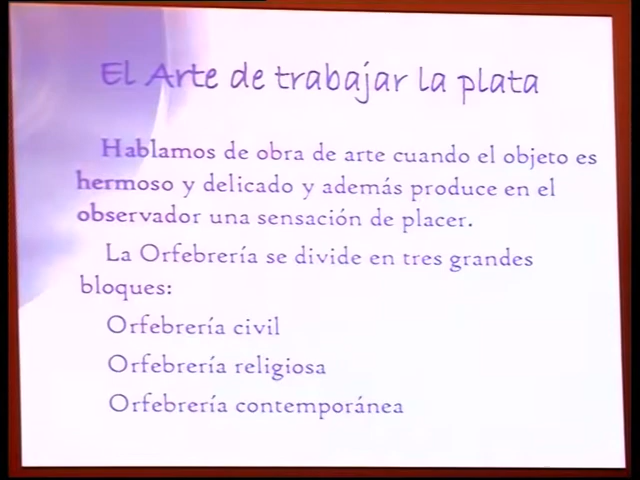 El Arte de trabajar la plata
Hablamos de obra de arte cuando el objeto es
hermoso y delicado y además produce en el
observador una sensación de placer.
La Orfebrería se divide en tres grandes
bloques:
Orfebrería civil
Orfebrería religiosa
Orfebrería contemporánea